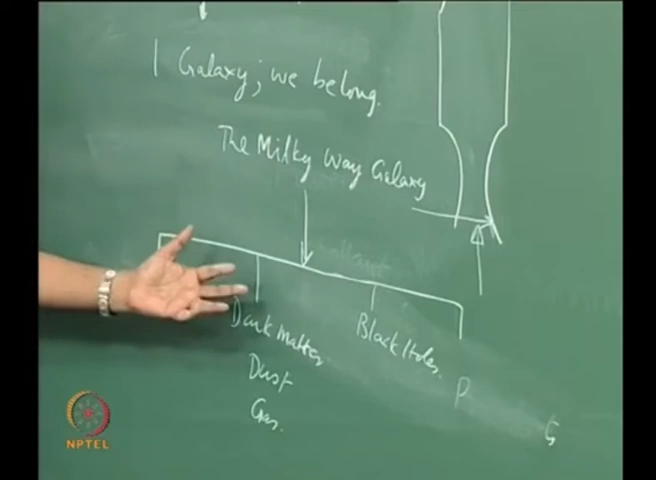 1 Galaxy; we belong.
The Milky Way Galaxy
Dark matter
Black Holes.
Dust
P
Gas.
NPTEL